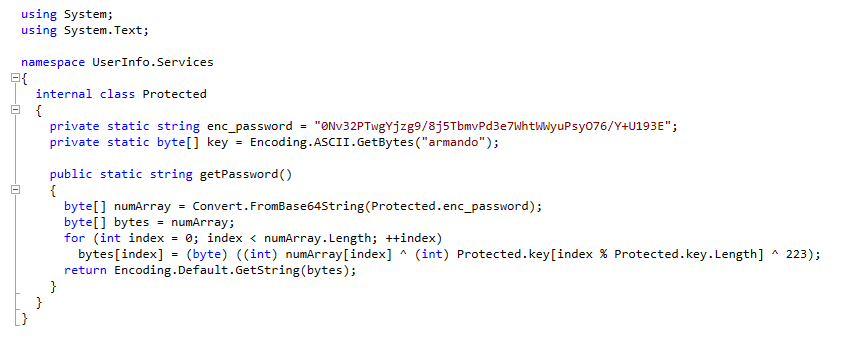 using System;
using System.Text;
namespace UserInfo.Services
{
internal class Protected
{
private static string enc_password = "0Nv32PTwgYjzg9/8j5TbmvPd3e7WhtWWyuPsyO76/Y+U193E";
private static byte[] key = Encoding.ASCII.GetBytes("armando");
public static string getPassword()
{
byte[] numArray = Convert.FromBase64String(Protected.enc_password);
byte[] bytes = numArray;
for (int index = 0; index < numArray.Length; ++index)
bytes[index] = (byte) ((int) numArray[index] ^ (int) Protected.key[index % Protected.key.Length] ^ 223);
return Encoding.Default.GetString(bytes);
}
}
}